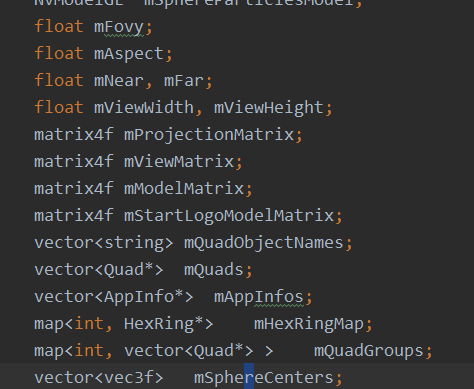 NvModelGL* mSphereParticlesModel;
float mFovy;
float mAspect;
float mNear, mFar;
float mViewWidth, mViewHeight;
matrix4f mProjectionMatrix;
matrix4f mViewMatrix;
matrix4f mModelMatrix;
matrix4f mStartLogoModelMatrix;
vector<string> mQuadObjectNames;
vector<Quad*> mQuads;
vector<AppInfo*> mAppInfos;
map<int, HexRing*> mHexRingMap;
map<int, vector<Quad*> > mQuadGroups;
vector<vec3f> mSphereCenters;